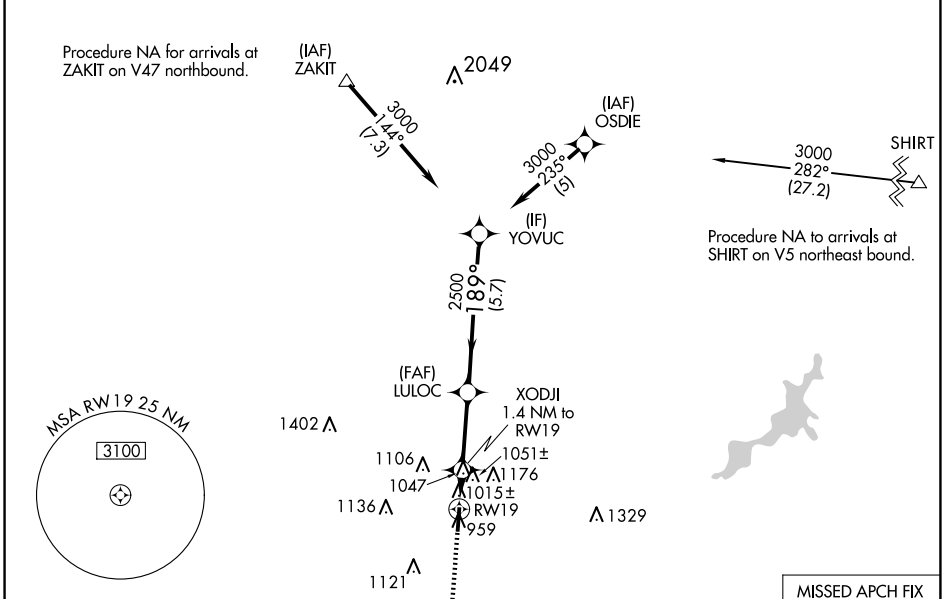 Procedure NA for arrivals at
ZAKIT on V47 northbound.
(IAF)
ZAKIT
2049
3000
144°
(7.3)
(IAF)
OSDIE
3000
235°
(5)
SHIRT
3000
282°
(27.2)
Procedure NA to arrivals at
SHIRT on V5 northeast bound.
(IF)
YOVUC
2500
189°
(5.7)
(FAF)
LULOC
XODJI
1.4 NM to
RW19
MSA RW19 25 NM
3100
1402
1106
1051±
1176
1047
1015±
1136
RW19
1329
959
1121
MISSED APCH FIX